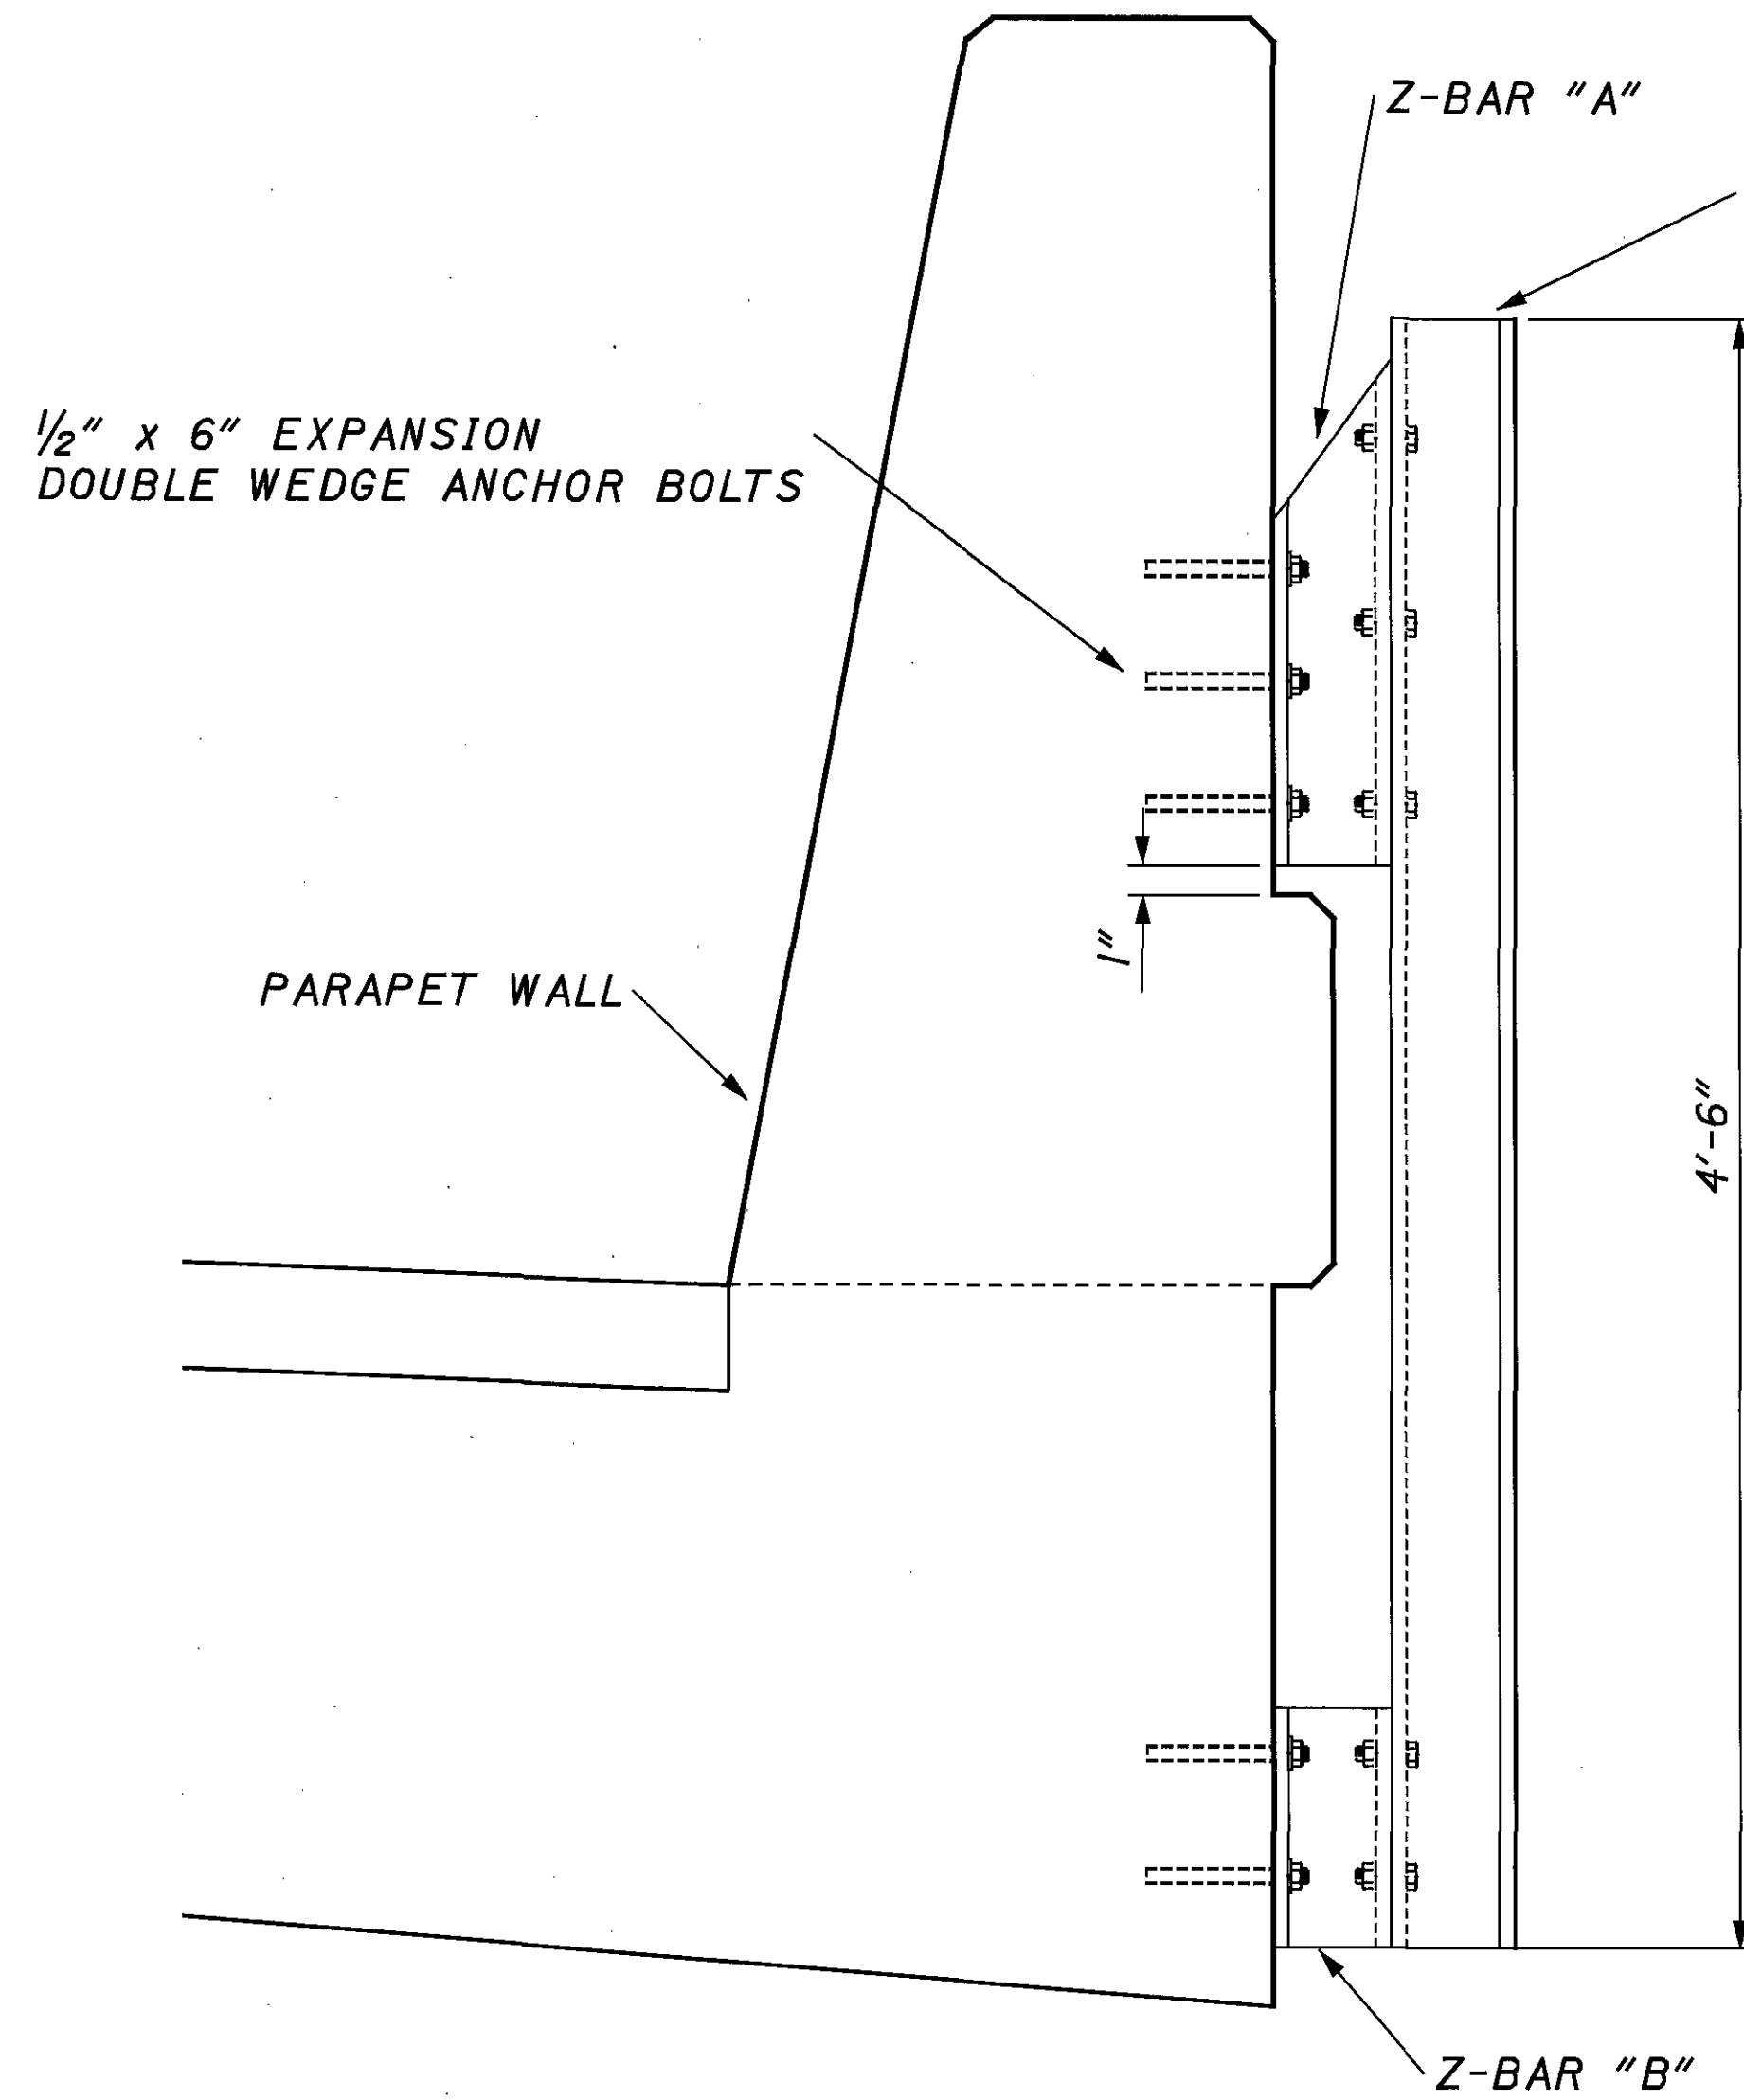 Z-BAR "A"
1/2" x 6" EXPANSION
DOUBLE WEDGE ANCHOR BOLTS
1"
PARAPET WALL
4'-6"
Z-BAR "B"